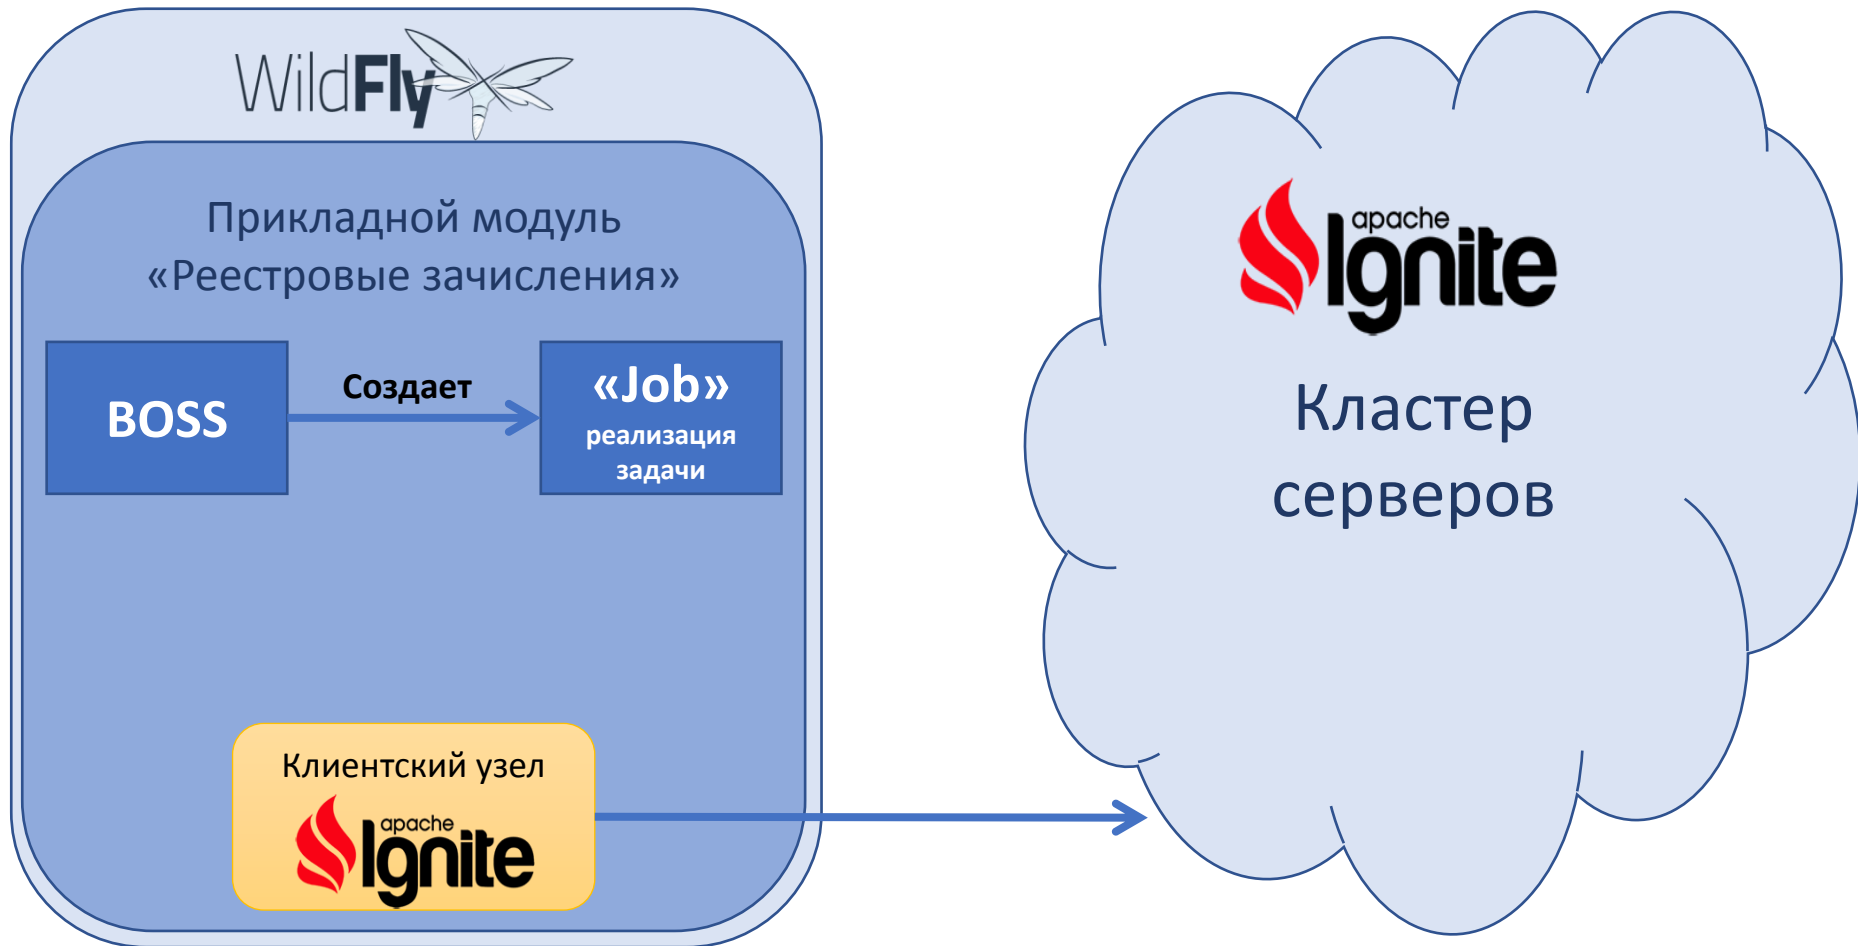 WildFly
Прикладной модуль
«Реестровые зачисления»
BOSS
Создает
«Job»
реализация
задачи
Клиентский узел
apache
Ignite
apache
Ignite
Кластер
серверов